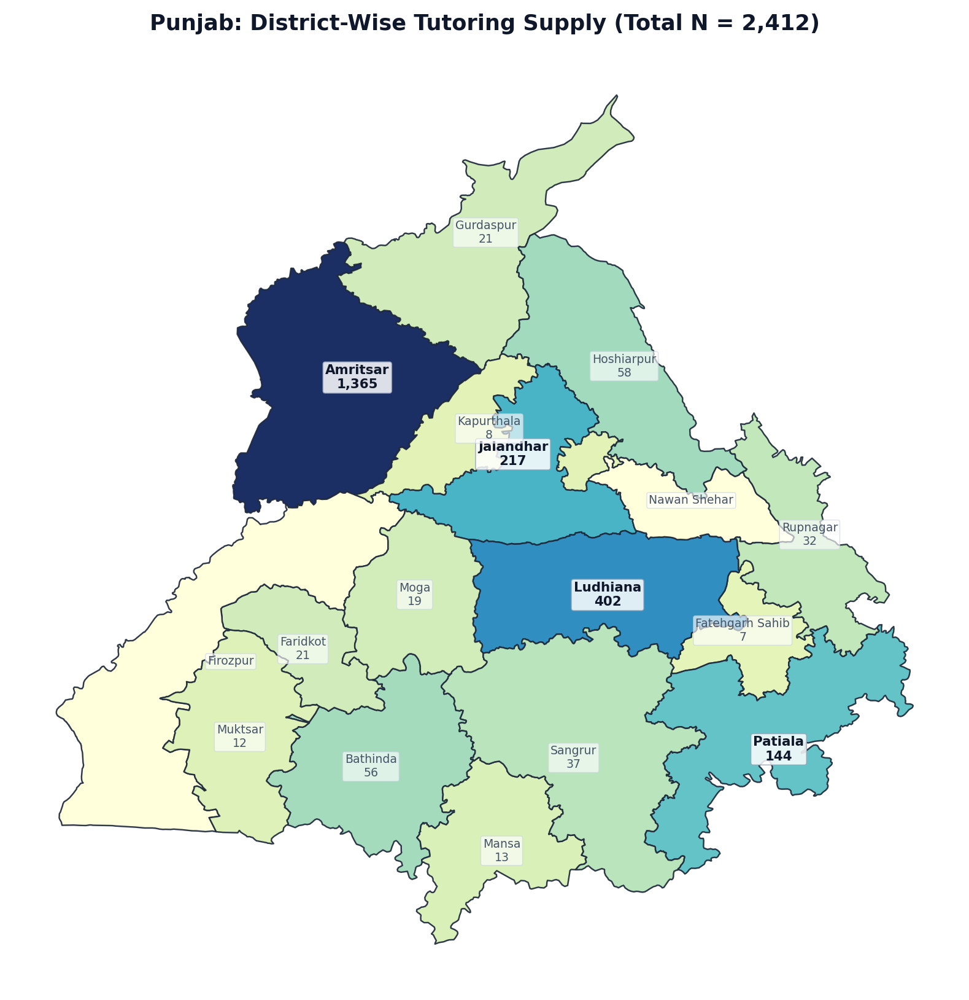 Punjab: District-Wise Tutoring Supply (Total N = 2,412)
Gurdaspur
21
Amritsar
1,365
Hoshiarpur
58
Kapurthala
8
Jalandhar
217
Nawan Shehar
Rupnagar
32
Moga
19
Ludhiana
402
Fatehgarh Sahib
7
Faridkot
21
Firozpur
Muktsar
12
Bathinda
56
Sangrur
37
Patiala
144
Mansa
13